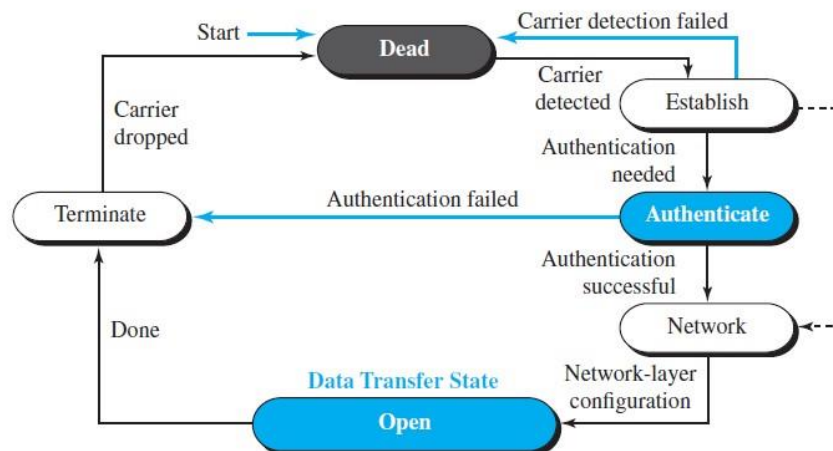 Start
Dead
Carrier detection failed
Carrier
detected
Establish
Carrier
dropped
Authentication
needed
Terminate
Authentication failed
Authenticate
Authentication
successful
Network
Done
Data Transfer State
Open
Network-layer
configuration